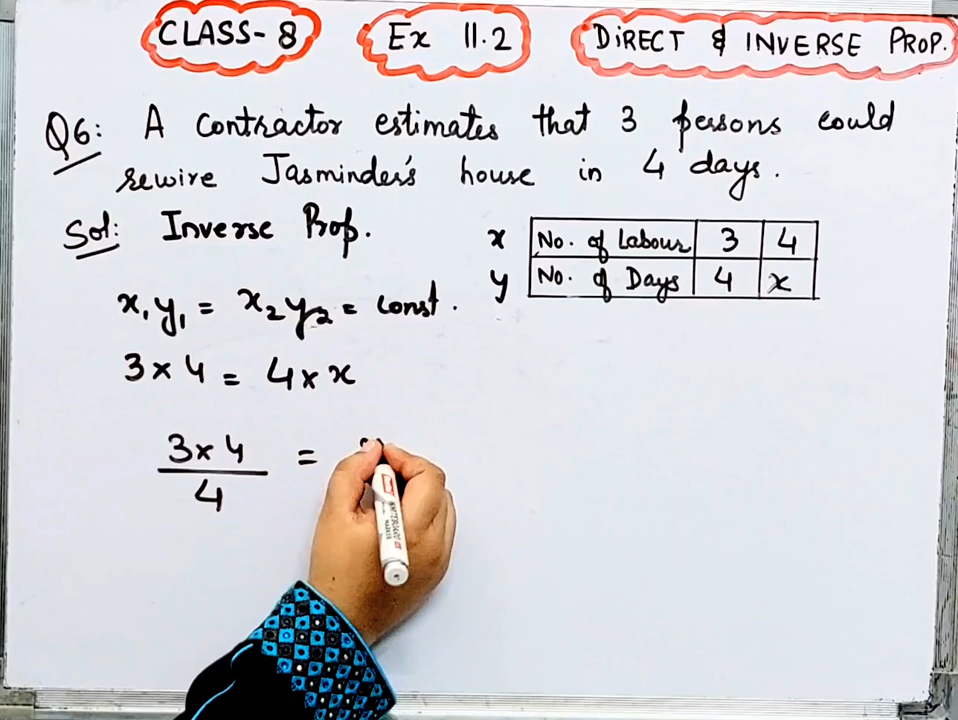 CLASS-8 Ex 11.2 DIRECT & INVERSE PROP.
Q6: A contractor estimates that 3 persons could
rewire Jasminder's house in 4 days.
Sol: Inverse Prop.
x No. of Labour 3 4
y No. of Days 4 x
x₁y₁ = x₂y₂ = const.
3×4 = 4×x
3×4
4
=